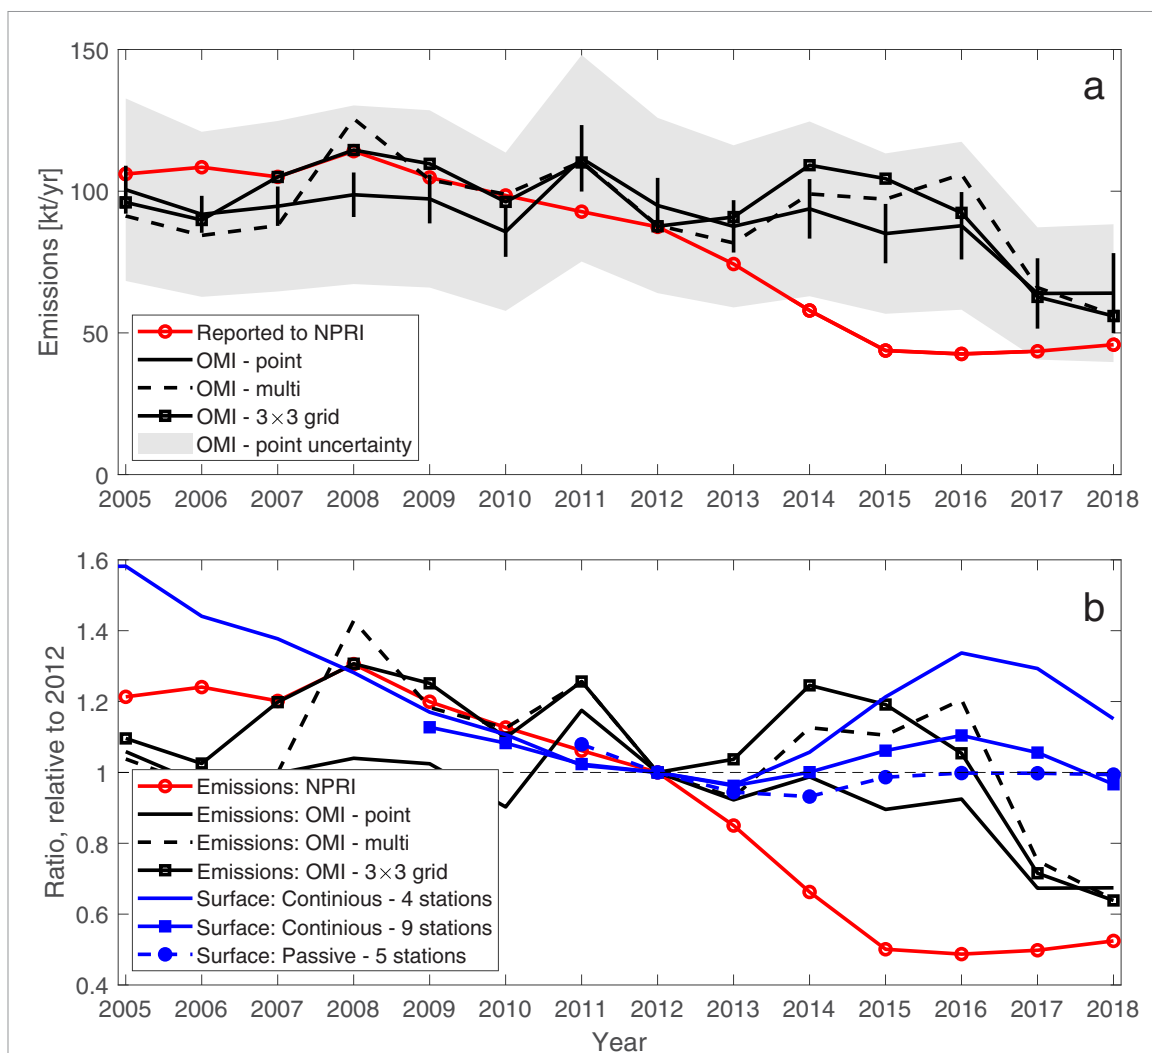 a
150
100
50
0
Emissions [kt/yr]
Reported to NPRI
OMI - point
OMI - multi
OMI - 3×3 grid
OMI - point uncertainty
2005 2006 2007 2008 2009 2010 2011 2012 2013 2014 2015 2016 2017 2018
b
1.6
1.4
1.2
1
0.8
0.6
0.4
Ratio, relative to 2012
Emissions: NPRI
Emissions: OMI - point
Emissions: OMI - multi
Emissions: OMI - 3×3 grid
Surface: Continious - 4 stations
Surface: Continious - 9 stations
Surface: Passive - 5 stations
2005 2006 2007 2008 2009 2010 2011 2012 2013 2014 2015 2016 2017 2018
Year